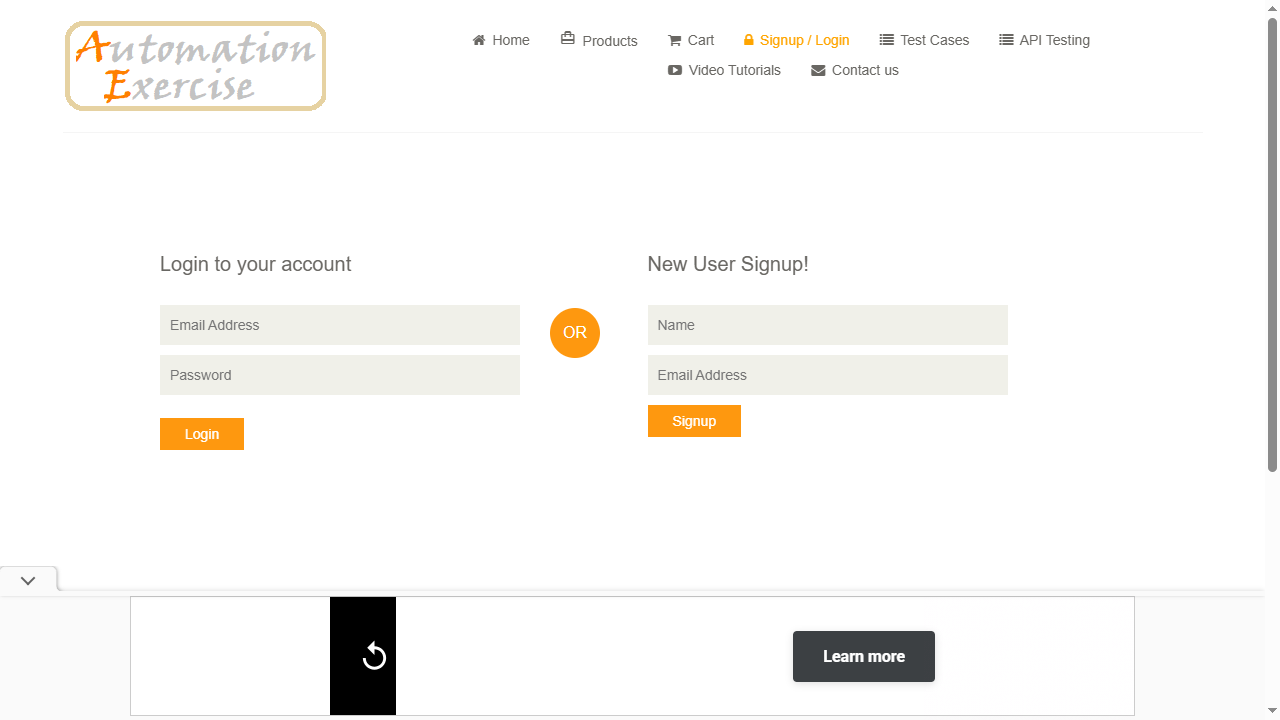 Automation
Exercise
Home
Products
Cart
Signup / Login
Test Cases
API Testing
Video Tutorials
Contact us
Login to your account
Email Address
Password
Login
OR
New User Signup!
Name
Email Address
Signup
Learn more